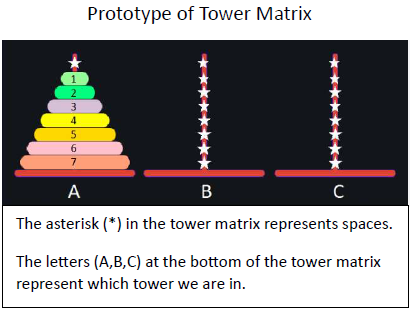 Prototype of Tower Matrix
1
2
3
4
5
6
7
A B C
The asterisk (*) in the tower matrix represents spaces.
The letters (A,B,C) at the bottom of the tower matrix
represent which tower we are in.